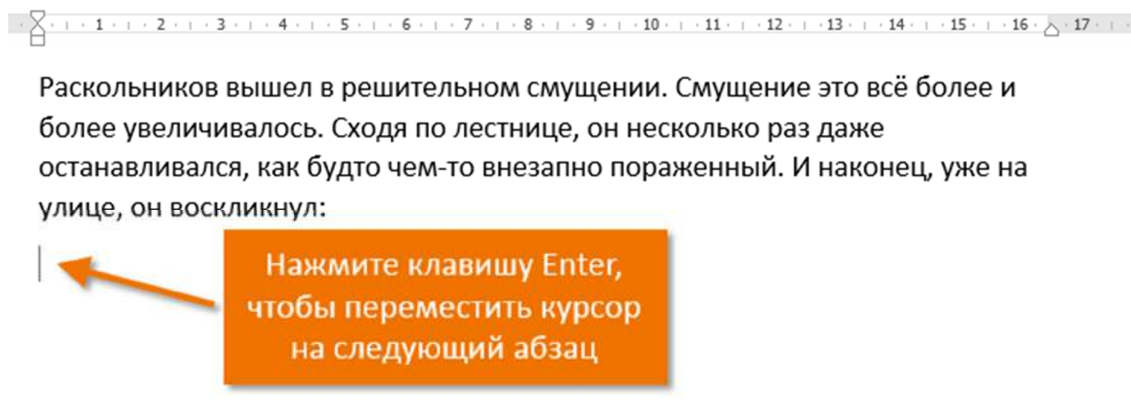 1 2 3 4 5 6 7 8 9 10 11 12 13 14 15 16 17
Раскольников вышел в решительном смущении. Смущение это всё более и
более увеличивалось. Сходя по лестнице, он несколько раз даже
останавливался, как будто чем-то внезапно пораженный. И наконец, уже на
улице, он воскликнул:
Нажмите клавишу Enter,
чтобы переместить курсор
на следующий абзац